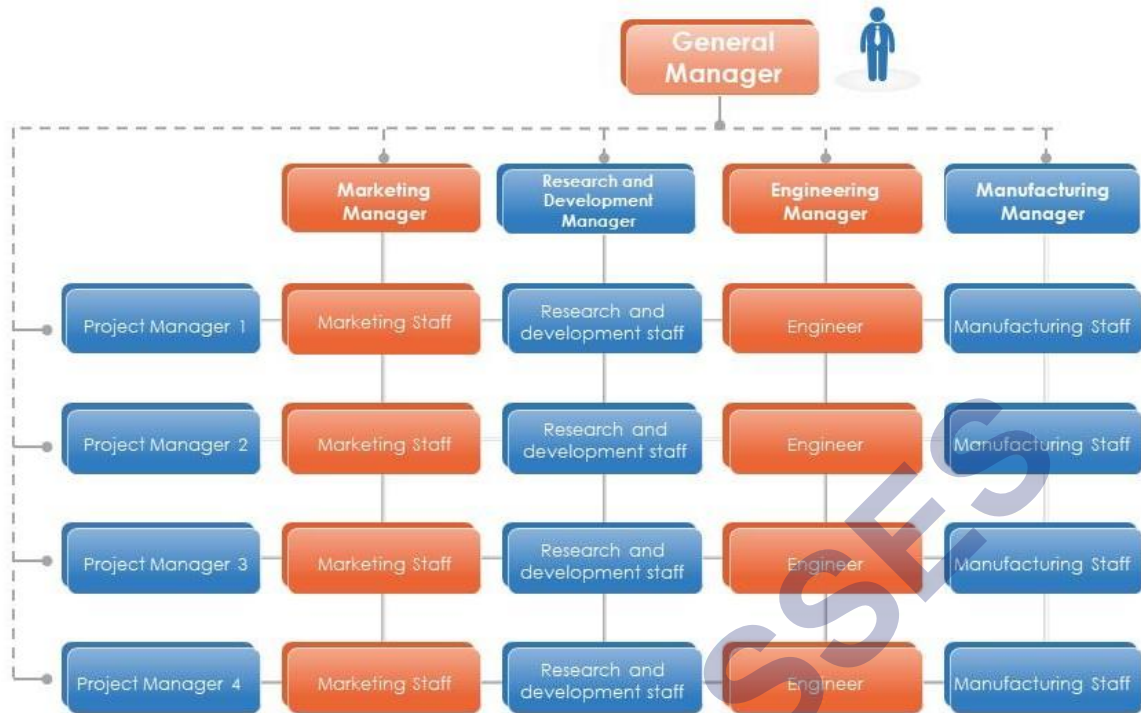 General
Manager
Marketing
Manager
Research and
Development
Manager
Engineering
Manager
Manufacturing
Manager
Project Manager 1
Marketing Staff
Research and
development staff
Engineer
Manufacturing Staff
Project Manager 2
Marketing Staff
Research and
development staff
Engineer
Manufacturing Staff
Project Manager 3
Marketing Staff
Research and
development staff
Engineer
Manufacturing Staff
Project Manager 4
Marketing Staff
Research and
development staff
Engineer
Manufacturing Staff
SSES